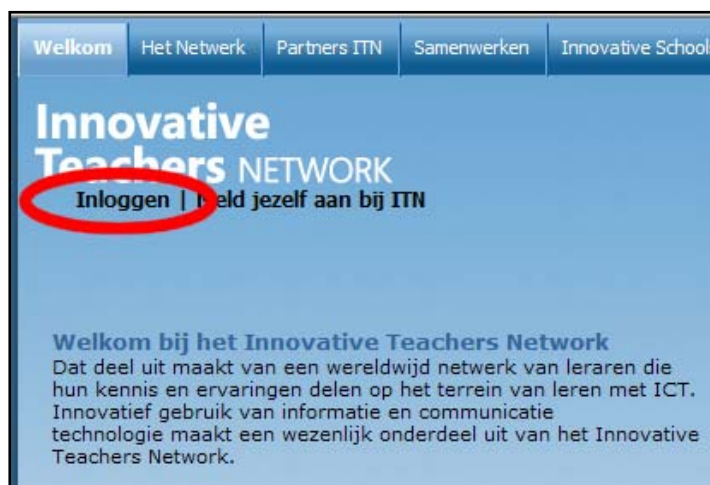 Welkom Het Netwerk Partners ITN Samenwerken Innovative School
Innovative
Teachers NETWORK
Inloggen | Meld jezelf aan bij ITN
Welkom bij het Innovative Teachers Network
Dat deel uit maakt van een wereldwijd netwerk van leraren die
hun kennis en ervaringen delen op het terrein van leren met ICT.
Innovatief gebruik van informatie en communicatie
technologie maakt een wezenlijk onderdeel uit van het Innovative
Teachers Network.